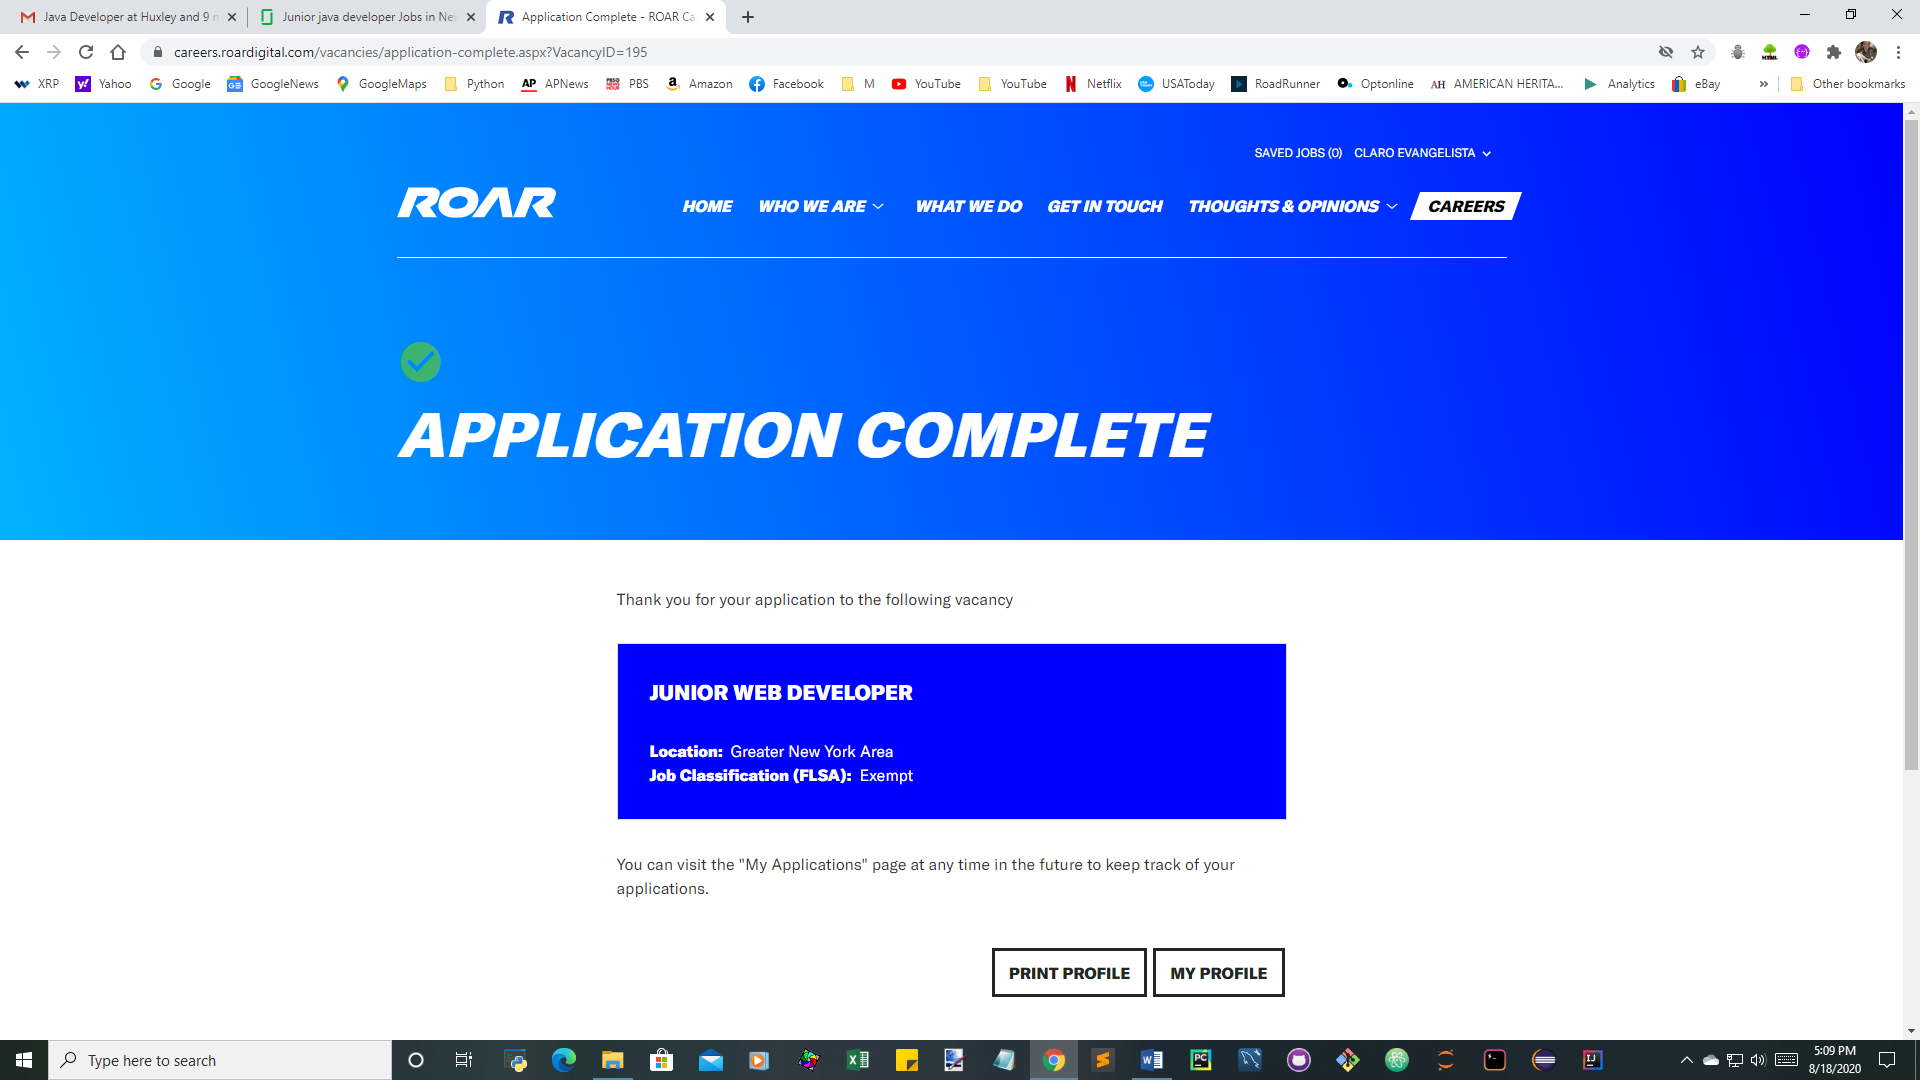 Java Developer at Huxley and 9 
Junior java developer Jobs in Ne
Application Complete - ROAR Ca
careers.roardigital.com/vacancies/application-complete.aspx?VacancyID=195
XRP Yahoo Google GoogleNews GoogleMaps Python AP APNews PBS Amazon Facebook M YouTube YouTube Netflix USAToday RoadRunner Optonline AH AMERICAN HERITA... Analytics eBay » Other bookmarks
SAVED JOBS (0) CLARO EVANGELISTA
ROAR
HOME WHO WE ARE WHAT WE DO GET IN TOUCH THOUGHTS & OPINIONS CAREERS
APPLICATION COMPLETE
Thank you for your application to the following vacancy
JUNIOR WEB DEVELOPER
Location: Greater New York Area
Job Classification (FLSA): Exempt
You can visit the "My Applications" page at any time in the future to keep track of your
applications.
PRINT PROFILE MY PROFILE
Type here to search
5:09 PM
8/18/2020